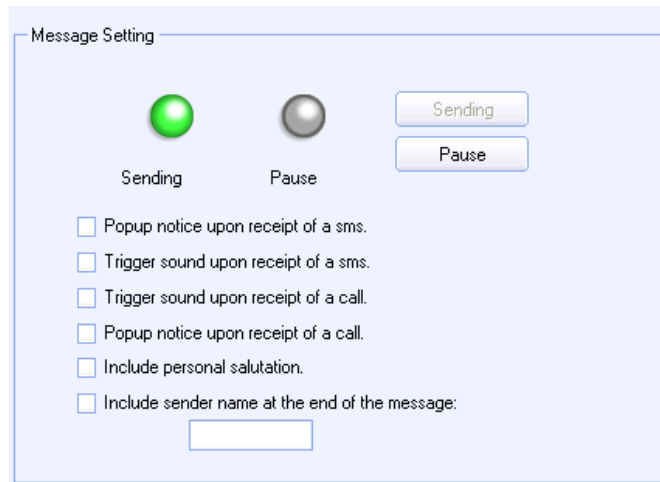 Message Setting
Sending
Pause
Sending
Pause
Popup notice upon receipt of a sms.
Trigger sound upon receipt of a sms.
Trigger sound upon receipt of a call.
Popup notice upon receipt of a call.
Include personal salutation.
Include sender name at the end of the message: